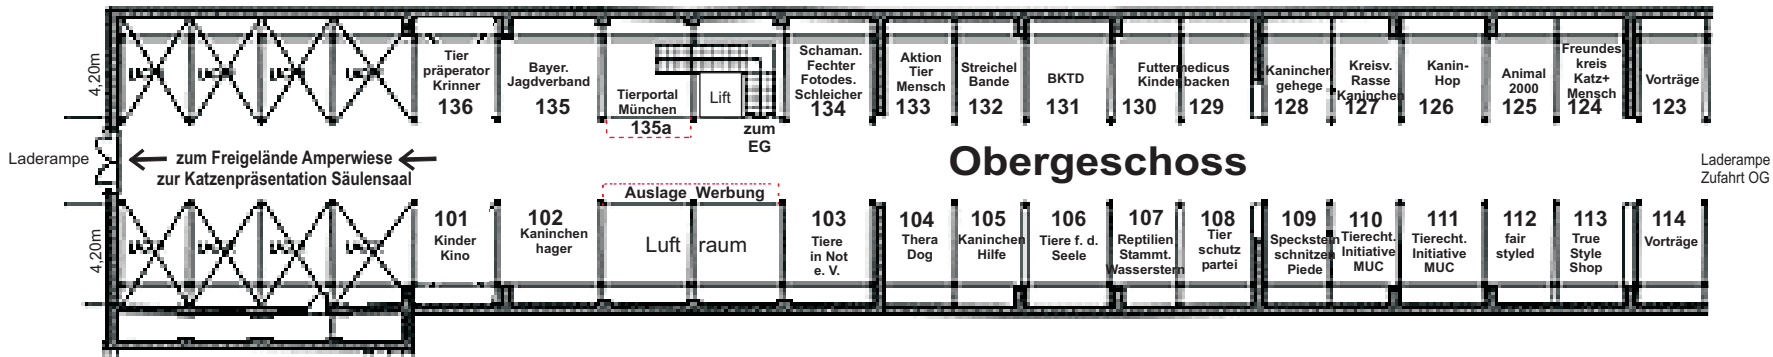 4,20m
Tier
präperator
Krinner
136
Bayer.
Jagdverband
135
Tierportal
München
135a
Lift
zum
EG
Schaman.
Fechter
Fotodes.
Schleicher
134
Aktion
Tier
Mensch
133
Streichel
Bande
132
BKTD
131
Futtermedicus
Kinderbacken
130 129
Kaninchen
gehege
128
Kreisv.
Rasse
Kaninchen
127
Kanin-
Hop
126
Animal
2000
125
Freundes
kreis
Katz+
Mensch
124
Vorträge
123
Laderampe
zum Freigelände Amperwiese
zur Katzenpräsentation Säulensaal
Obergeschoss
Laderampe
Zufahrt OG
Auslage Werbung
4,20m
101
Kinder
Kino
102
Kaninchen
hager
Luft raum
103
Tiere
in Not
e. V.
104
Thera
Dog
105
Kaninchen
Hilfe
106
Tiere f. d.
Seele
107
Reptilien
Stammt.
Wasserstern
108
Tier
schutz
partei
109
Speckstein
schnitzen
Piede
110
Tierecht.
Initiative
MUC
111
Tierecht.
Initiative
MUC
112
fair
styled
113
True
Style
Shop
114
Vorträge